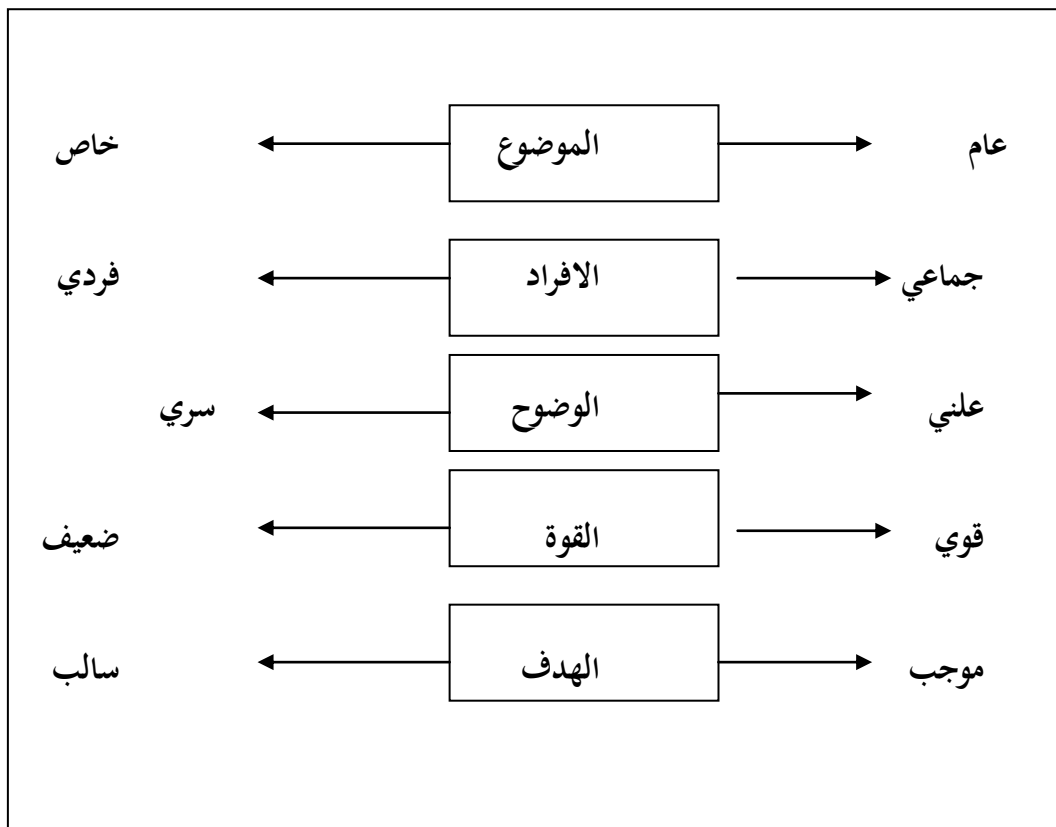 عام الموضوع خاص
جماعي الافراد فردي
علني الوضوح سري
قوي القوة ضعيف
موجب الهدف سالب